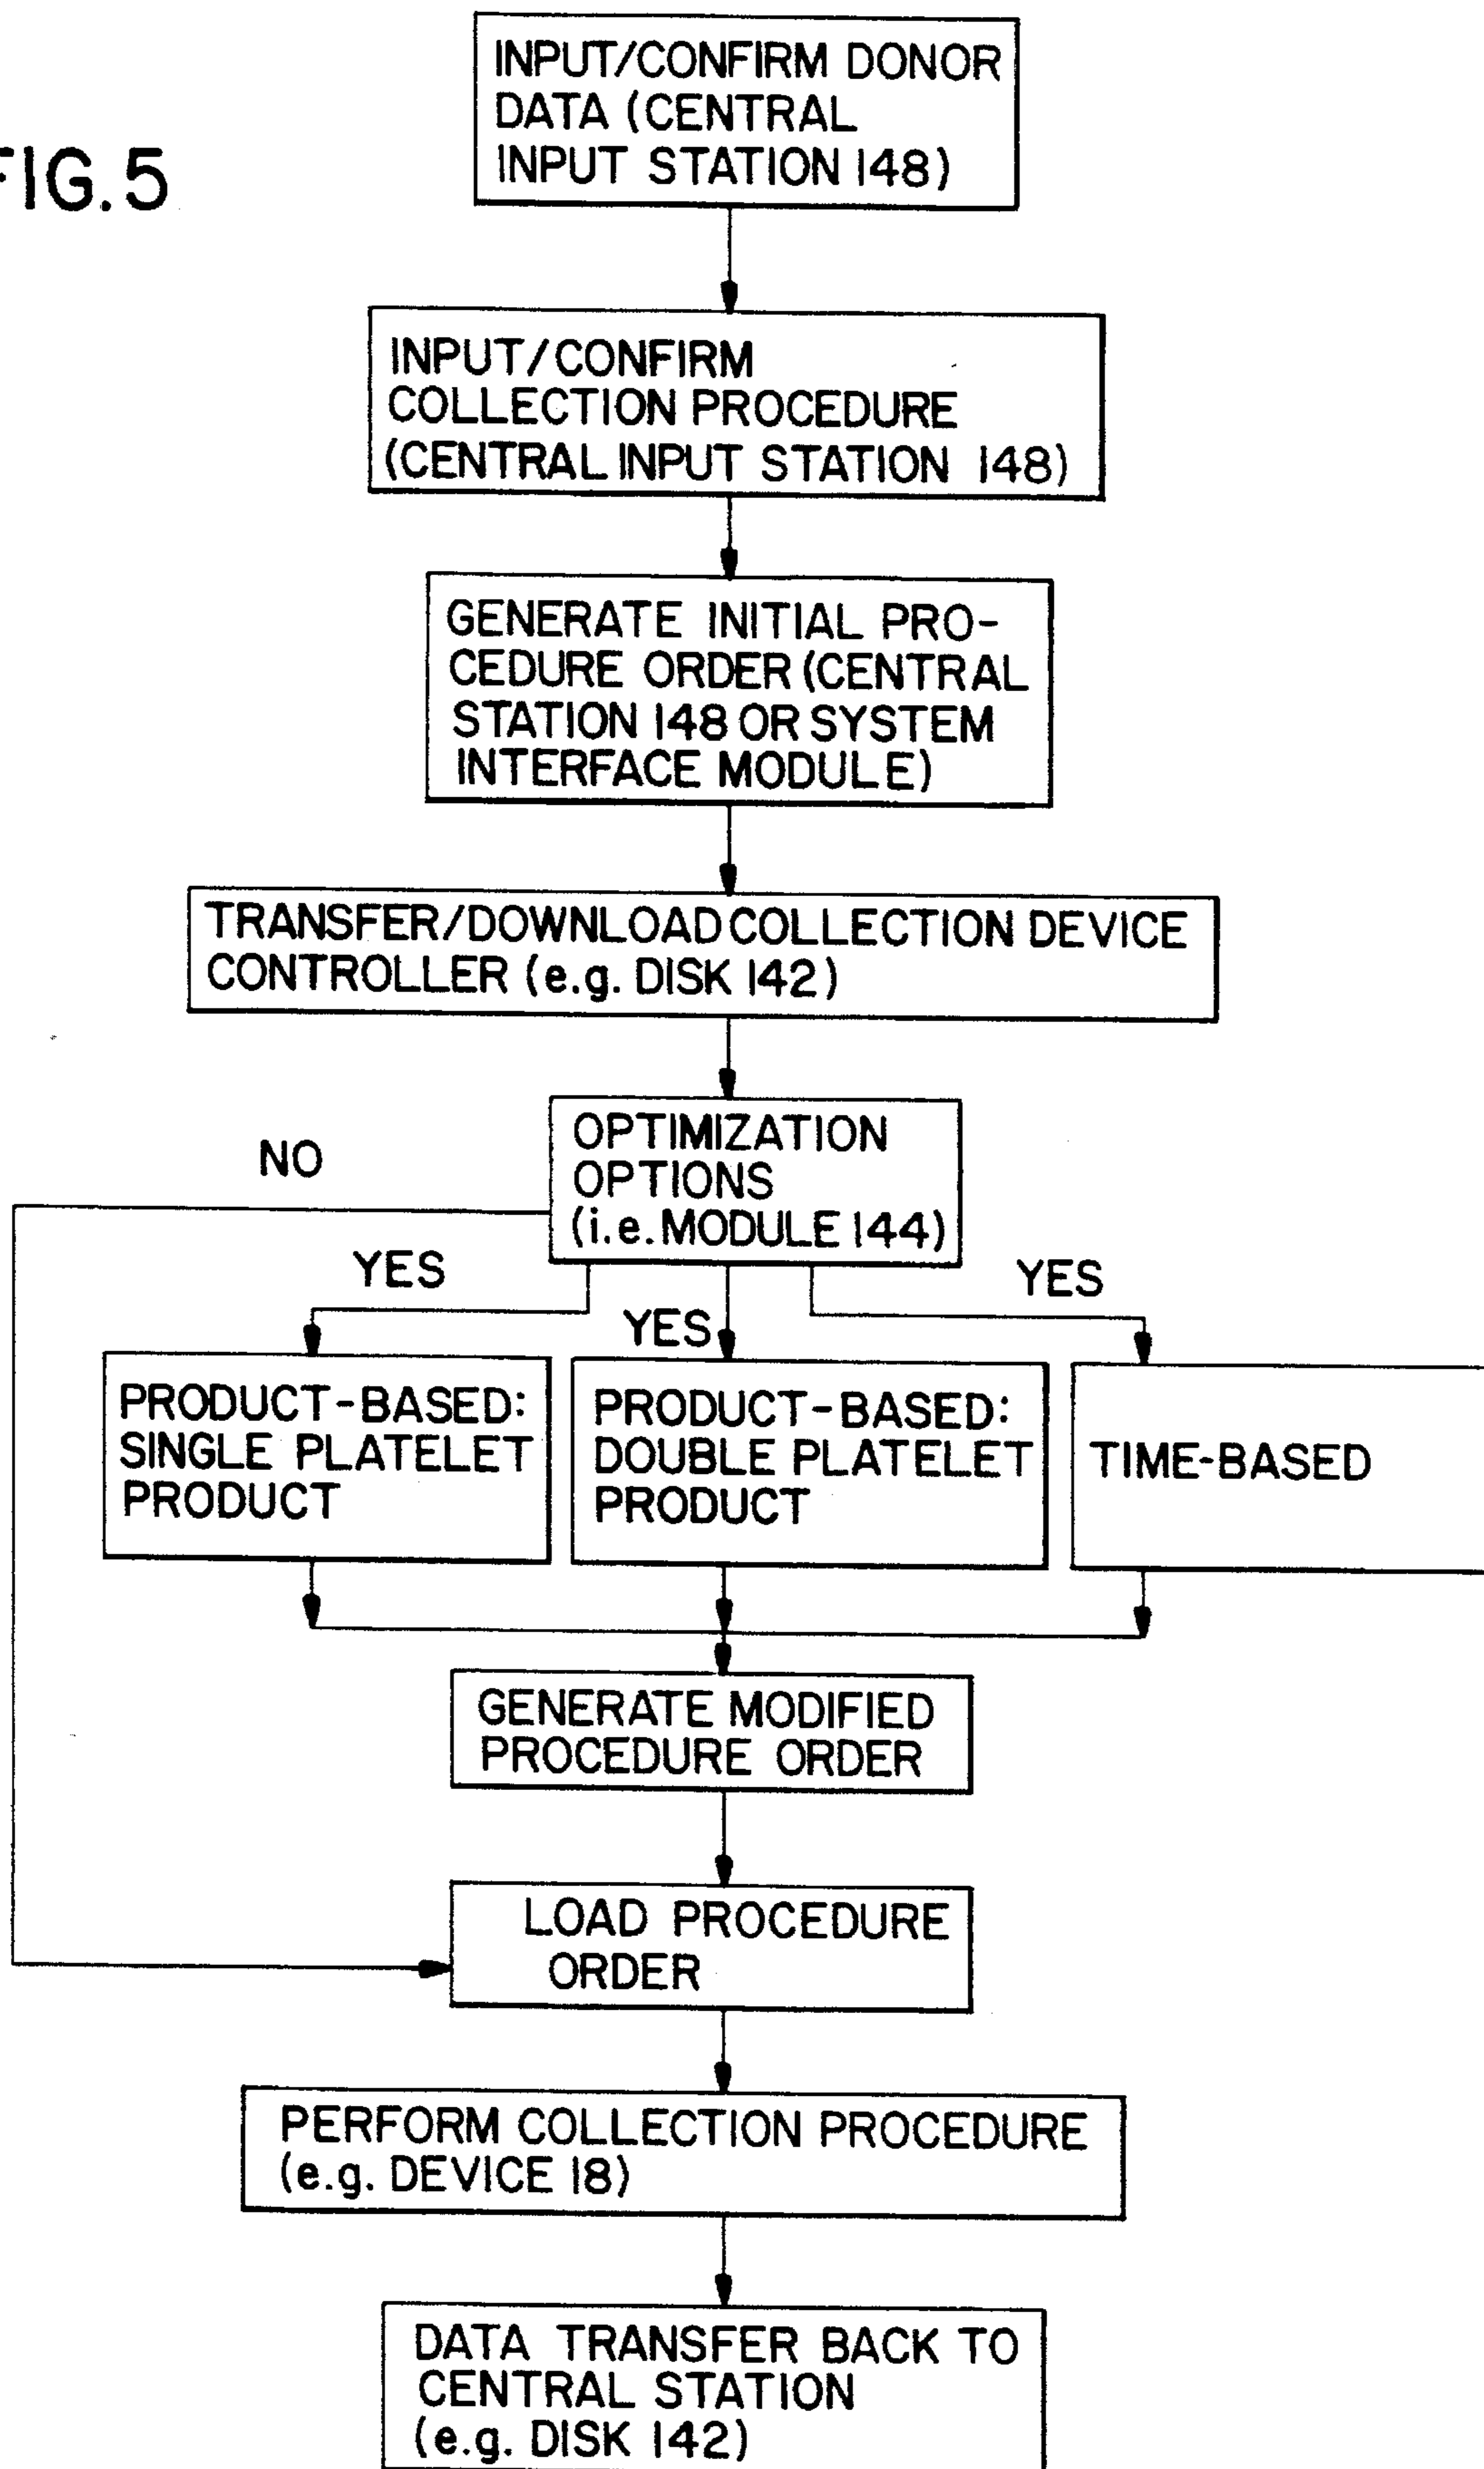 INPUT/CONFIRM DONOR
DATA (CENTRAL
INPUT STATION 148)
FIG.5
INPUT/CONFIRM
COLLECTION PROCEDURE
(CENTRAL INPUT STATION 148)
GENERATE INITIAL PRO-
CEDURE ORDER (CENTRAL
STATION 148 OR SYSTEM
INTERFACE MODULE)
TRANSFER/DOWNLOAD COLLECTION DEVICE
CONTROLLER (e.g. DISK 142)
OPTIMIZATION
OPTIONS
(i.e. MODULE 144)
NO
YES
YES
YES
PRODUCT-BASED:
SINGLE PLATELET
PRODUCT
PRODUCT-BASED:
DOUBLE PLATELET
PRODUCT
TIME-BASED
GENERATE MODIFIED
PROCEDURE ORDER
LOAD PROCEDURE
ORDER
PERFORM COLLECTION PROCEDURE
(e.g. DEVICE 18)
DATA TRANSFER BACK TO
CENTRAL STATION
(e.g. DISK 142)